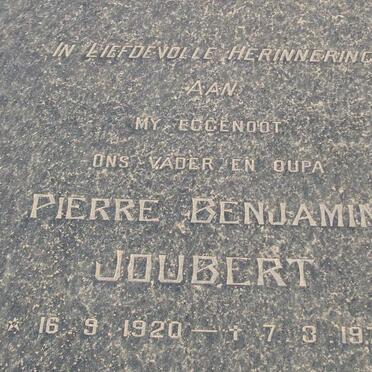 IN LIEFDEVOLLE HERINNERING
AAN
MY EGGENOOT
ONS VADER EN OUPA
PIERRE BENJAMIN
JOUBERT
☆ 16.9.1920 — † 7.3.19